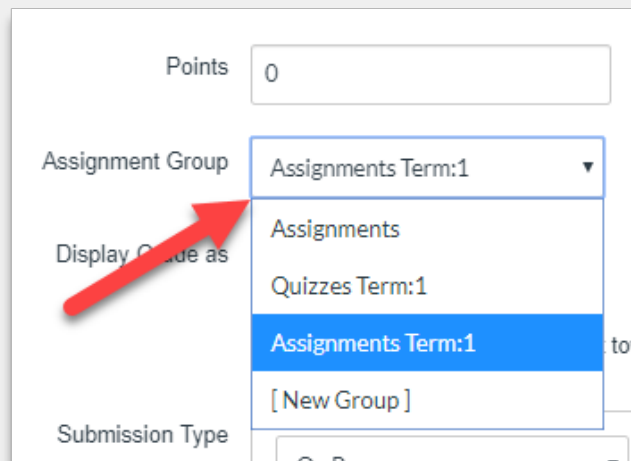 Points 0
Assignment Group Assignments Term:1
Assignments
Display as
Quizzes Term:1
Assignments Term:1
[ New Group ]
Submission Type